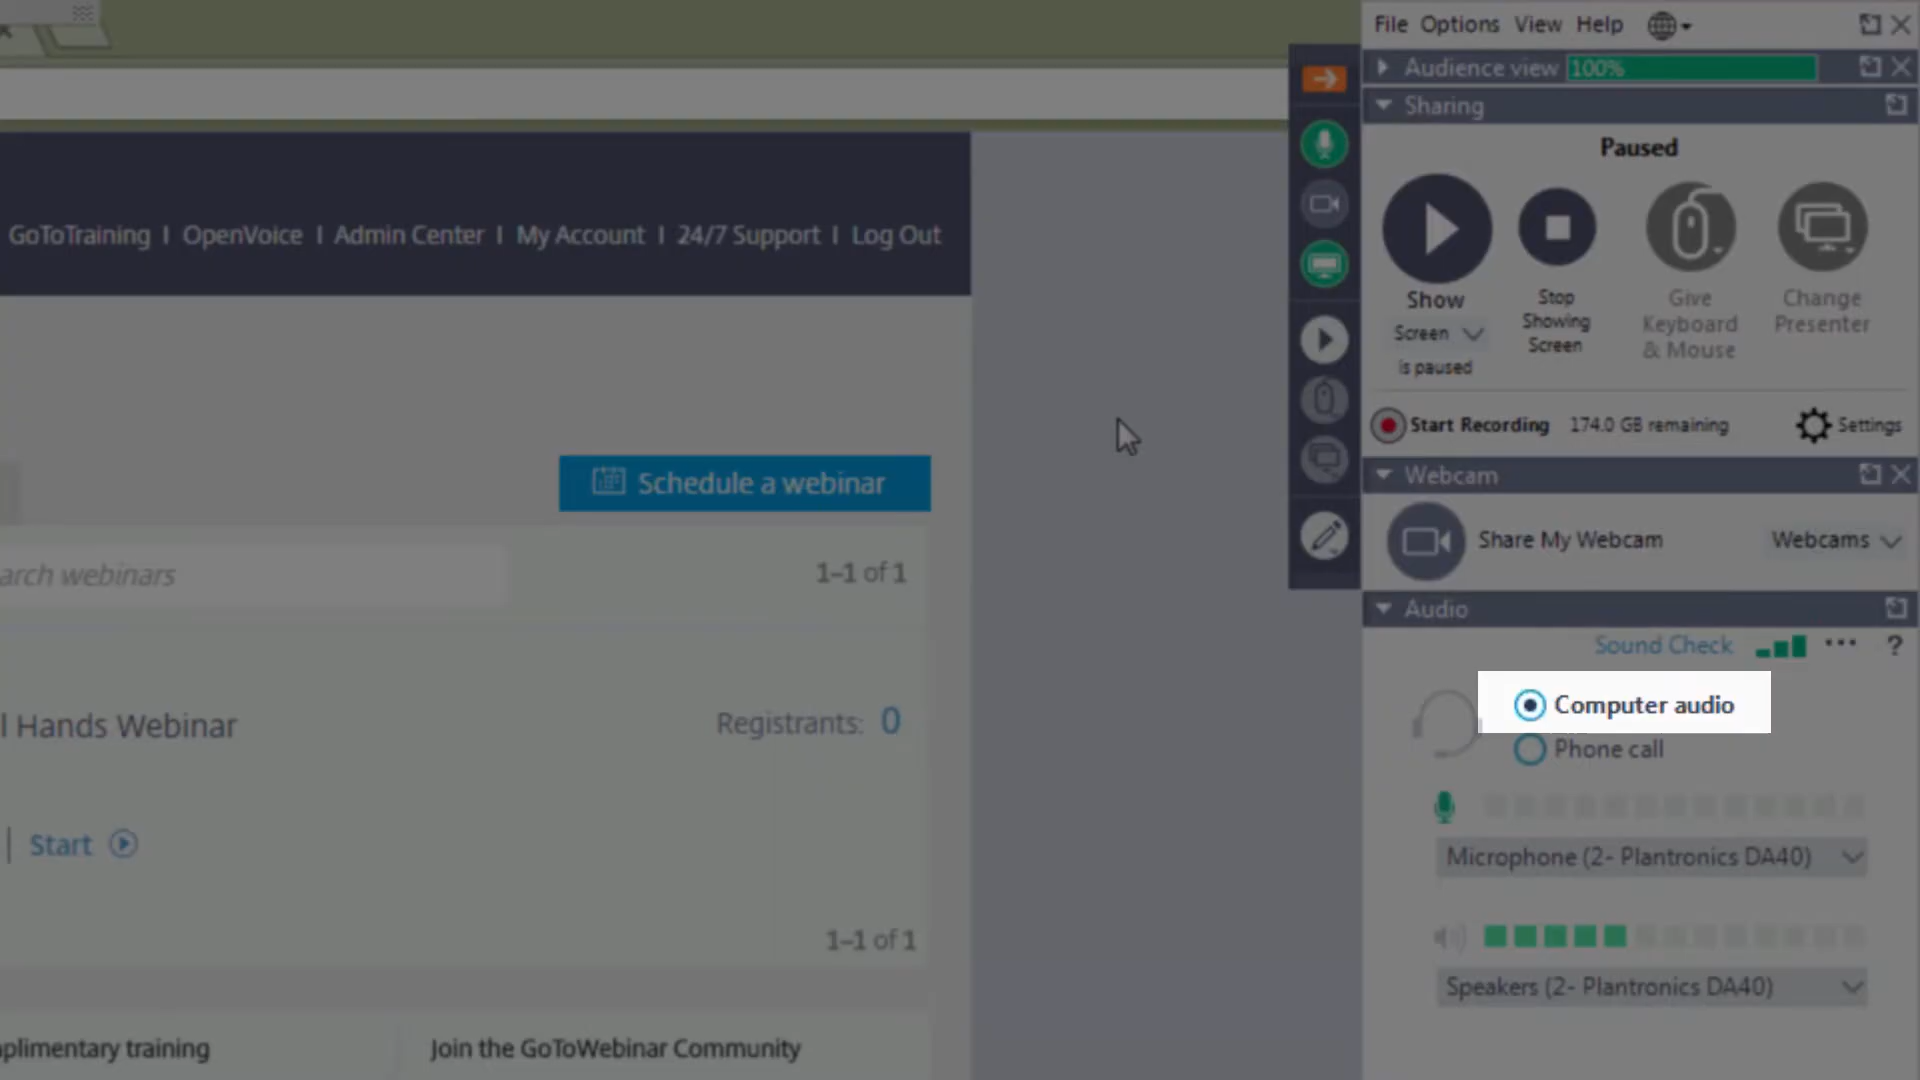 File Options View Help
Audience view 100%
Sharing
Paused
GoToTraining | OpenVoice | Admin Center | My Account | 24/7 Support | Log Out
Show
Screen
is paused
Stop
Showing
Screen
Give
Keyboard
& Mouse
Change
Presenter
Start Recording 174.0 GB remaining Settings
Webcam
Schedule a webinar
Share My Webcam Webcams
arch webinars 1–1 of 1
Audio
Sound Check ... ?
Computer audio
Phone call
l Hands Webinar Registrants: 0
Start
Microphone (2- Plantronics DA40)
1–1 of 1
Speakers (2- Plantronics DA40)
plimentary training
Join the GoToWebinar Community